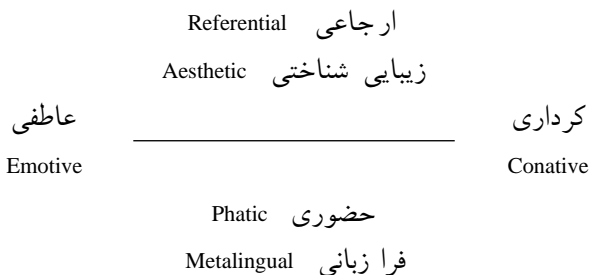 ارجاعی Referential
زیبایی شناختی Aesthetic
عاطفی کرداری
Emotive Conative
حضوری Phatic
فرا زبانی Metalingual